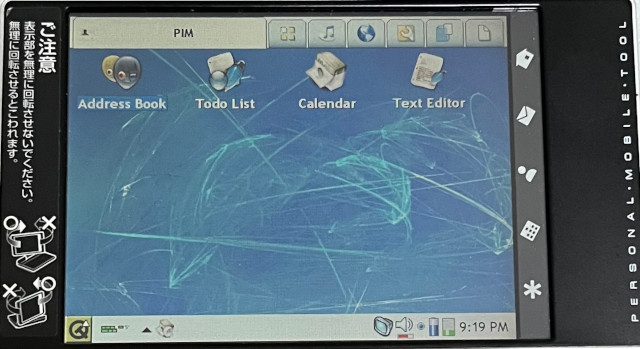 ご注意
表示部を無理に回転させないでください。
無理に回転させるとこわれます。
PIM
Address Book
Todo List
Calendar
Text Editor
9:19 PM
PERSONAL・MOBILE・TOOL